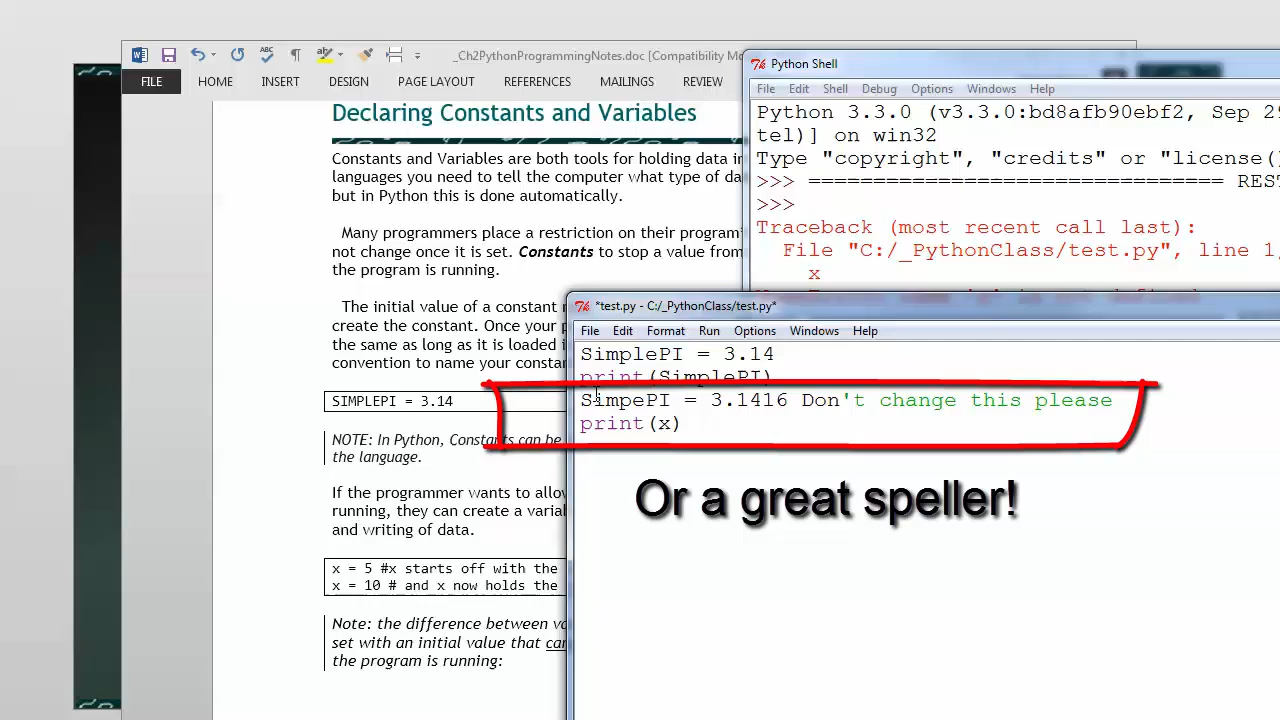 _Ch2PythonProgrammingNotes.doc [Compatibility Mo
FILE HOME INSERT DESIGN PAGE LAYOUT REFERENCES MAILINGS REVIEW
Declaring Constants and Variables
Constants and Variables are both tools for holding data in
languages you need to tell the computer what type of da
but in Python this is done automatically.
Many programmers place a restriction on their program
not change once it is set. Constants to stop a value from
the program is running.
The initial value of a constant
create the constant. Once your
the same as long as it is loaded
convention to name your constan
SIMPLEPI = 3.14
NOTE: In Python, Constants can be
the language.
If the programmer wants to allow
running, they can create a variab
and writing of data.
x = 5 #x starts off with the
x = 10 # and x now holds the
Note: the difference between
set with an initial value that can
the program is running:
Python Shell
File Edit Shell Debug Options Windows Help
Python 3.3.0 (v3.3.0:bd8afb90ebf2, Sep 2
tel)] on win32
Type "copyright", "credits" or "license()
>>> ================================ REST
>>>
Traceback (most recent call last):
File "C:/_PythonClass/test.py", line 1,
x
*test.py - C:/_PythonClass/test.py*
File Edit Format Run Options Windows Help
SimplePI = 3.14
print(SimplePI)
SimpePI = 3.1416 Don't change this please
print(x)
Or a great speller!